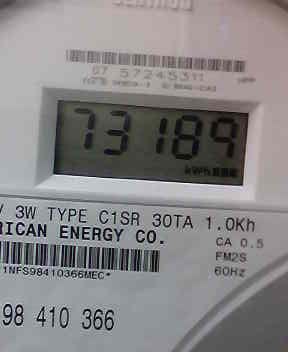 CENTRON
07 57245311
73189
kWh
3W TYPE C1SR 30TA 1.0Kh
RICAN ENERGY CO.
CA 0.5
FM2S
60Hz
1NFS98410366MEC*
98 410 366